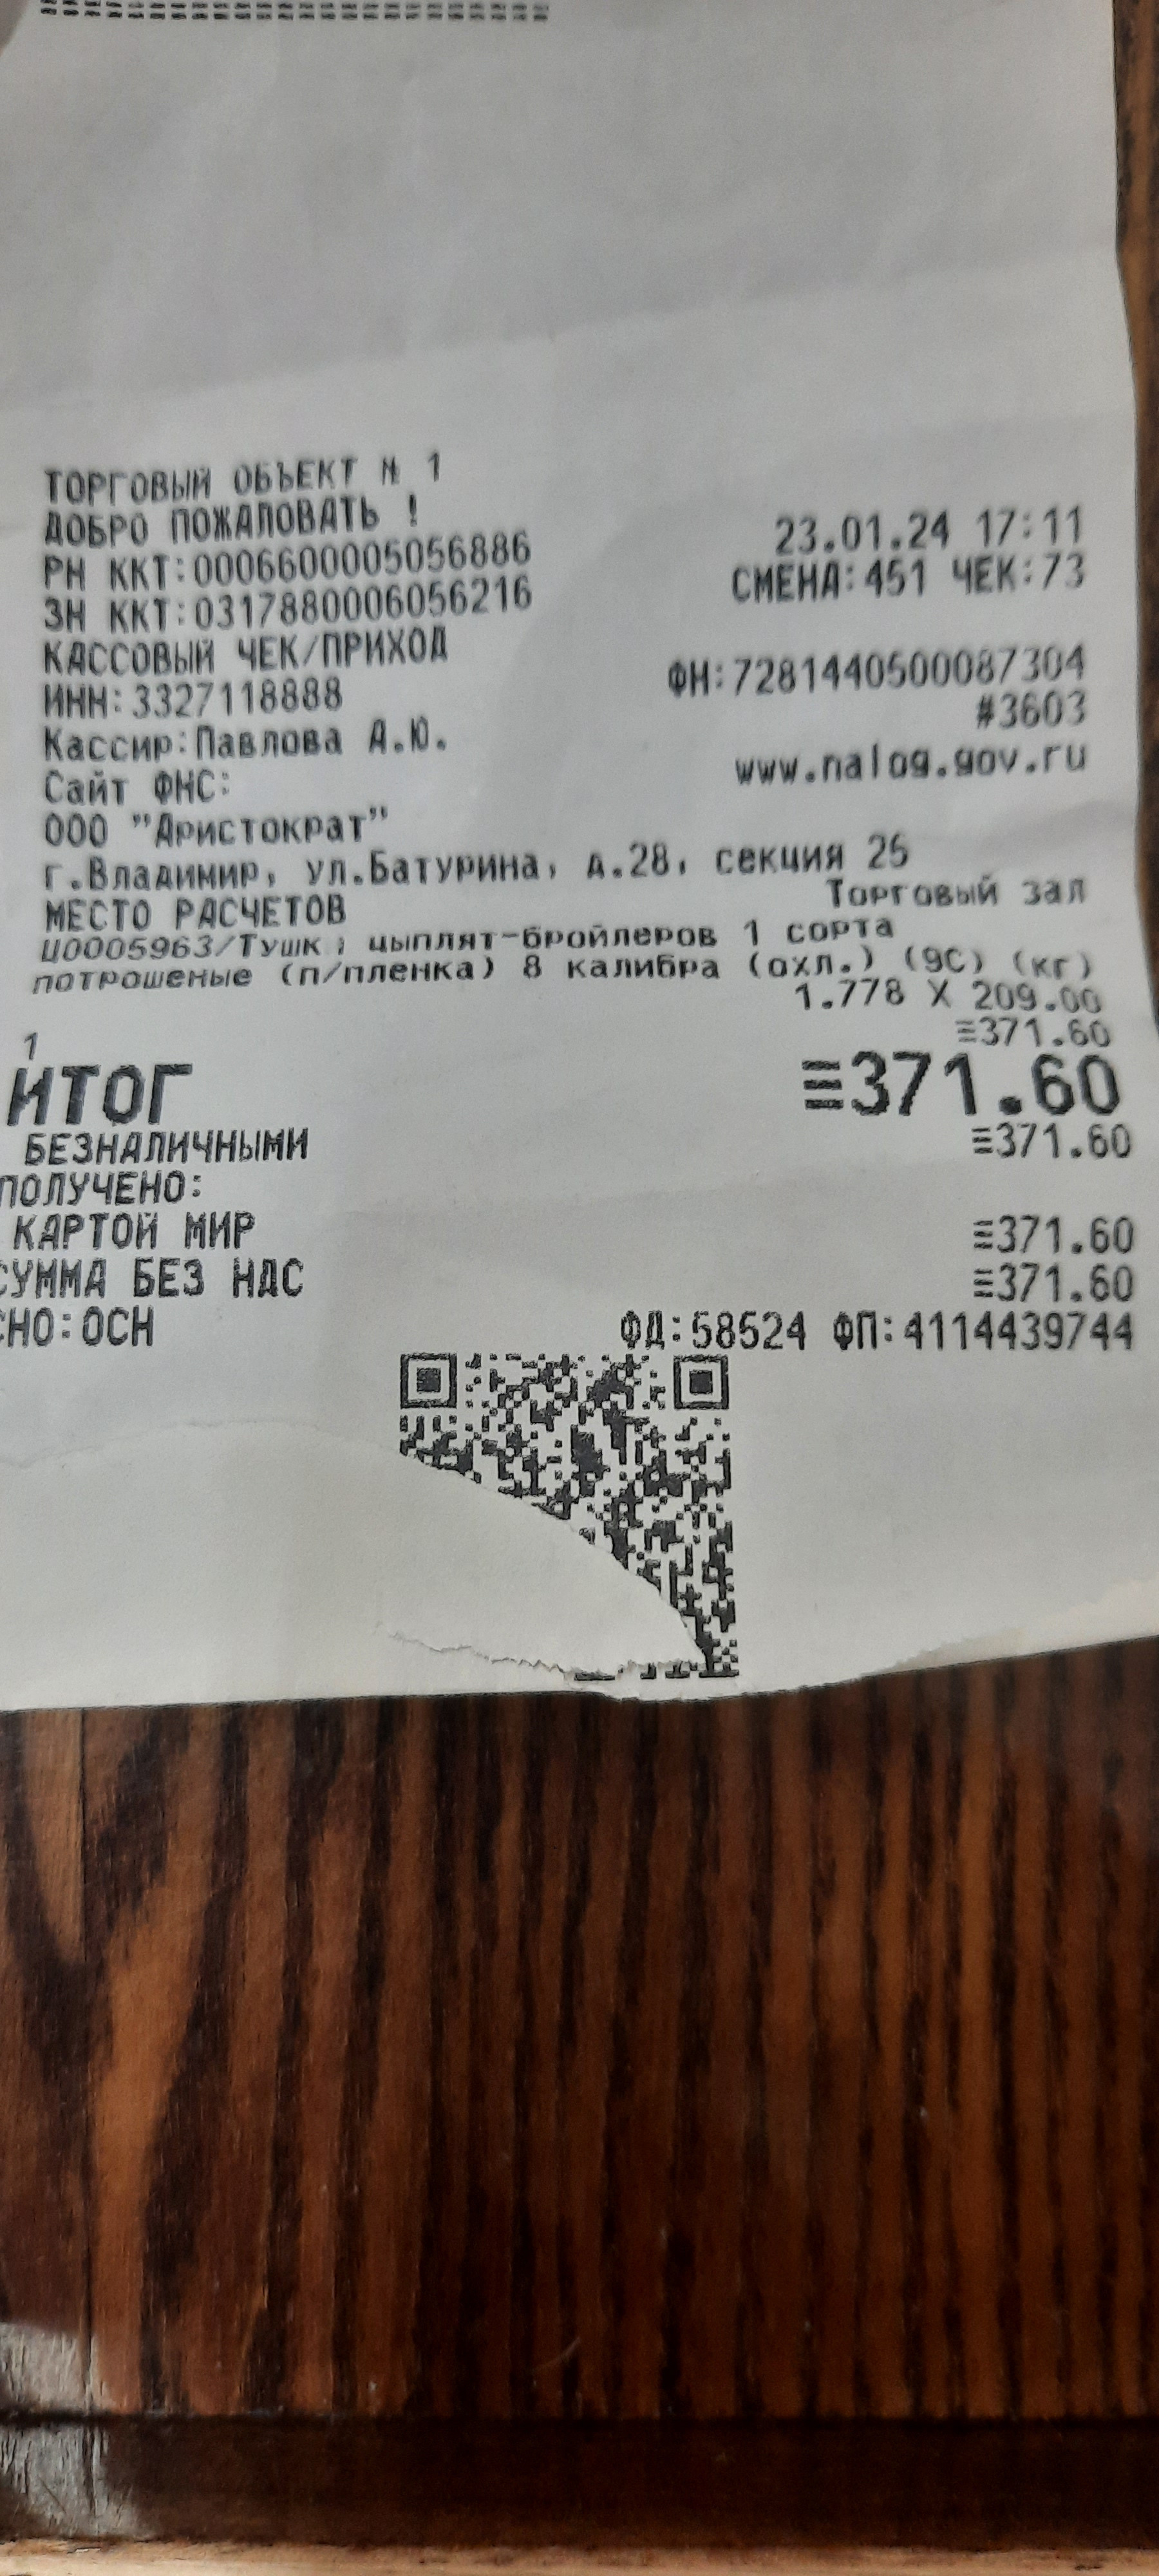 ТОРГОВЫЙ ОБЪЕКТ № 1
ДОБРО ПОЖАЛОВАТЬ !
23.01.24 17:11
РН ККТ:0006600005056886
СМЕНА:451 ЧЕК:73
ЗН ККТ:0317880006056216
КАССОВЫЙ ЧЕК/ПРИХОД
ИНН:3327118888
ФН:7281440500087304
Кассир:Павлова А.Ю.
#3603
Сайт ФНС:
www.nalog.gov.ru
ООО "Аристократ"
г.Владимир, ул.Батурина, д.28, секция 25
МЕСТО РАСЧЕТОВ
Торговый зал
Ц0005963/Тушк; цыплят-бройлеров 1 сорта
потрошеные (п/пленка) 8 калибра (охл.) (9С) (кг)
1.778 X 209.00
1
≡371.60
ИТОГ ≡371.60
БЕЗНАЛИЧНЫМИ ≡371.60
ПОЛУЧЕНО:
КАРТОЙ МИР ≡371.60
СУММА БЕЗ НДС ≡371.60
СНО:ОСН ФД:58524 ФП:4114439744